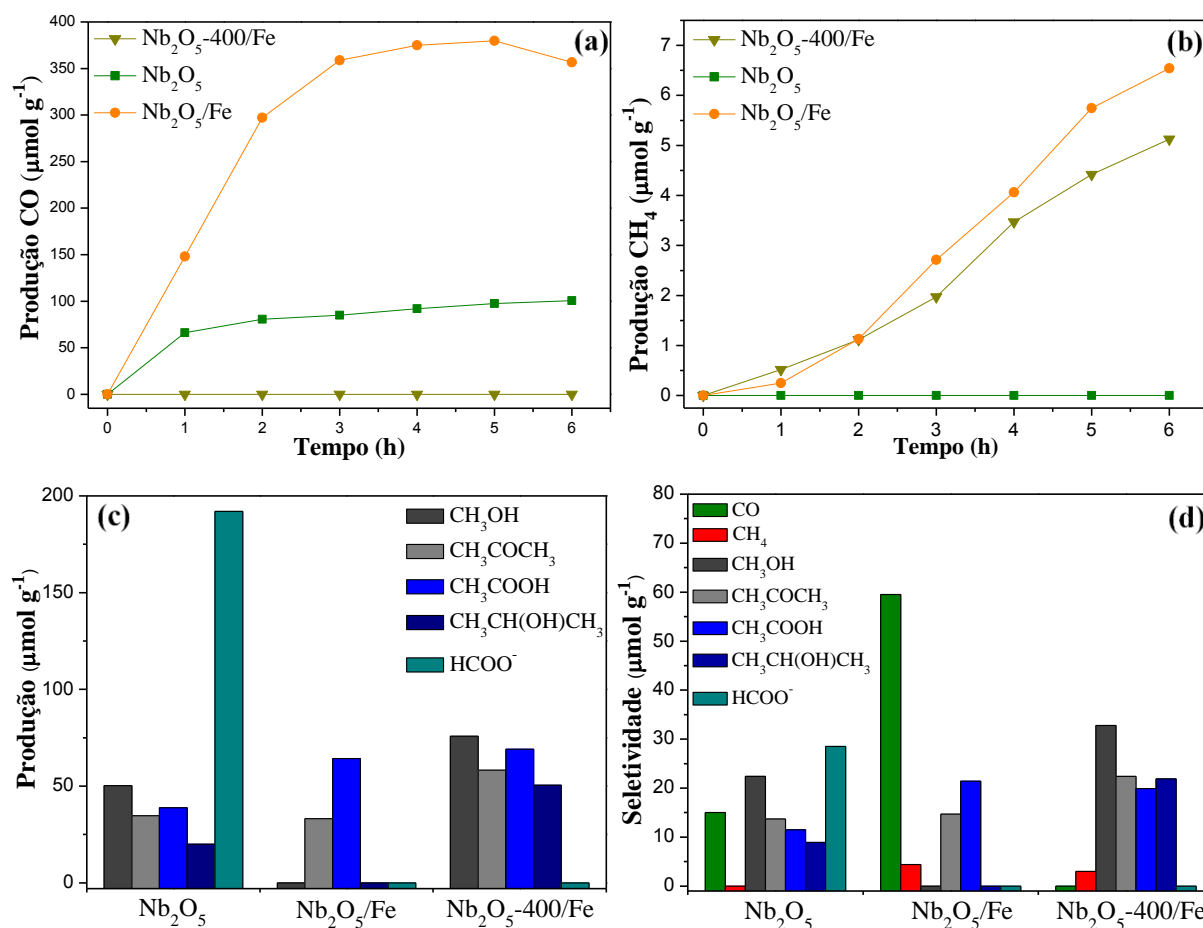 (a)
Nb₂O₅-400/Fe
Nb₂O₅
Nb₂O₅/Fe
Produção CO (µmol g⁻¹)
400
350
300
250
200
150
100
50
0
0 1 2 3 4 5 6
Tempo (h)
(b)
Nb₂O₅-400/Fe
Nb₂O₅
Nb₂O₅/Fe
Produção CH₄ (µmol g⁻¹)
7
6
5
4
3
2
1
0
0 1 2 3 4 5 6
Tempo (h)
(c)
CH₃OH
CH₃COCH₃
CH₃COOH
CH₃CH(OH)CH₃
HCOO⁻
Produção (µmol g⁻¹)
200
150
100
50
0
Nb₂O₅ Nb₂O₅/Fe Nb₂O₅-400/Fe
(d)
CO
CH₄
CH₃OH
CH₃COCH₃
CH₃COOH
CH₃CH(OH)CH₃
HCOO⁻
Seletividade (µmol g⁻¹)
80
70
60
50
40
30
20
10
0
Nb₂O₅ Nb₂O₅/Fe Nb₂O₅-400/Fe